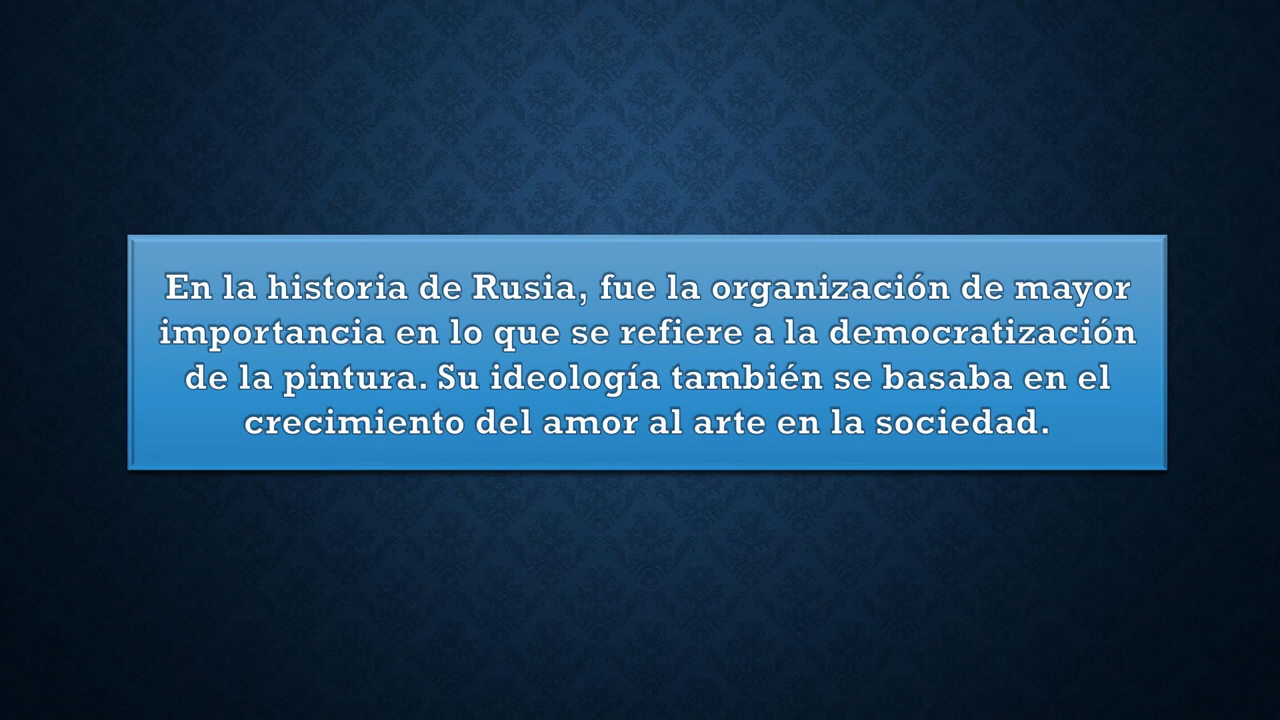 En la historia de Rusia, fue la organización de mayor
importancia en lo que se refiere a la democratización
de la pintura. Su ideología también se basaba en el
crecimiento del amor al arte en la sociedad.